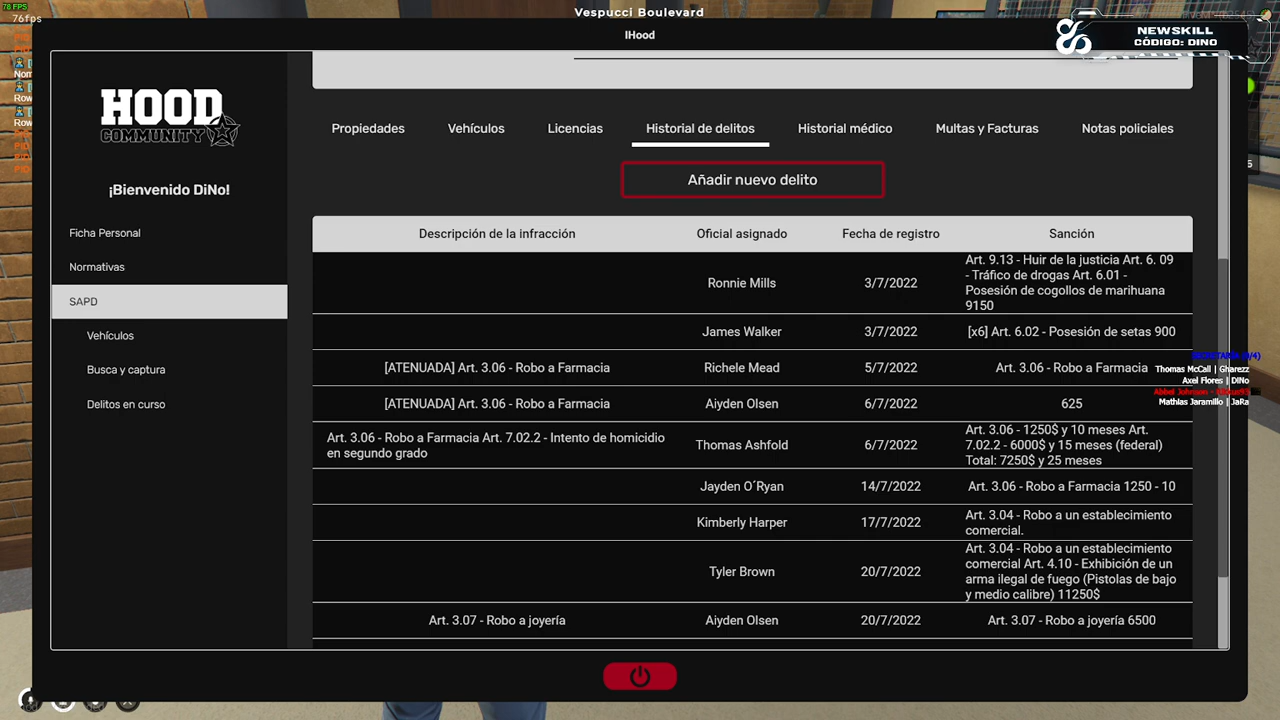 78 FPS
76fps
Vespucci Boulevard
IHood
NEWSKILL
CÓDIGO: DINO
HOOD
COMMUNITY
¡Bienvenido DiNo!
Ficha Personal
Normativas
SAPD
Vehículos
Busca y captura
Delitos en curso
Propiedades Vehículos Licencias Historial de delitos Historial médico Multas y Facturas Notas policiales
Añadir nuevo delito
Descripción de la infracción Oficial asignado Fecha de registro Sanción
Ronnie Mills 3/7/2022
Art. 9.13 - Huir de la justicia Art. 6. 09
- Tráfico de drogas Art. 6.01 -
Posesión de cogollos de marihuana
9150
James Walker 3/7/2022 [x6] Art. 6.02 - Posesión de setas 900
[ATENUADA] Art. 3.06 - Robo a Farmacia Richele Mead 5/7/2022 Art. 3.06 - Robo a Farmacia
[ATENUADA] Art. 3.06 - Robo a Farmacia Aiyden Olsen 6/7/2022 625
Art. 3.06 - Robo a Farmacia Art. 7.02.2 - Intento de homicidio
en segundo grado
Thomas Ashfold 6/7/2022
Art. 3.06 - 1250$ y 10 meses Art.
7.02.2 - 6000$ y 15 meses (federal)
Total: 7250$ y 25 meses
Jayden O´Ryan 14/7/2022 Art. 3.06 - Robo a Farmacia 1250 - 10
Kimberly Harper 17/7/2022
Art. 3.04 - Robo a un establecimiento
comercial.
Tyler Brown 20/7/2022
Art. 3.04 - Robo a un establecimiento
comercial Art. 4.10 - Exhibición de un
arma ilegal de fuego (Pistolas de bajo
y medio calibre) 11250$
Art. 3.07 - Robo a joyería Aiyden Olsen 20/7/2022 Art. 3.07 - Robo a joyería 6500
Thomas McCall | Gharezz
Axel Flores | DiNo
Mathias Jaramillo | JaRa